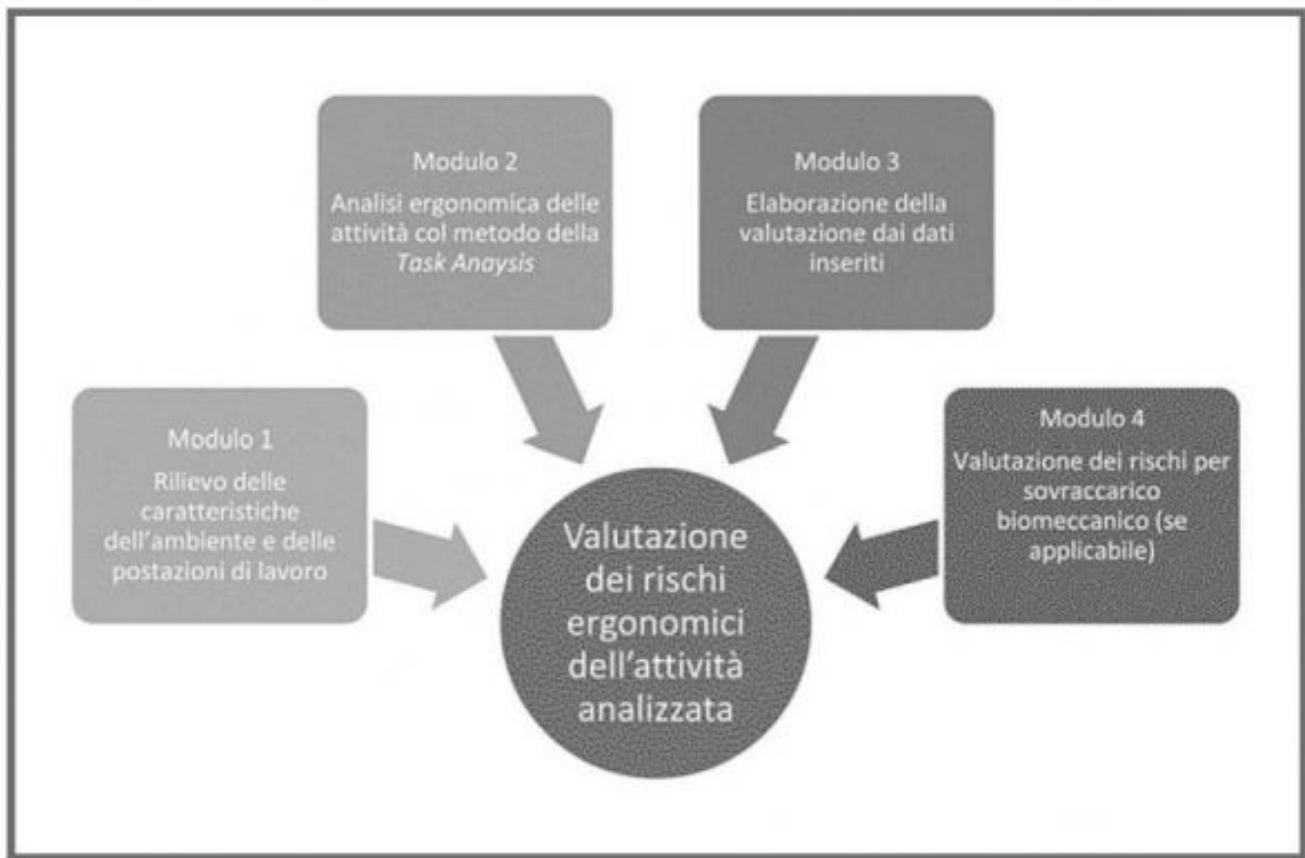 Modulo 1
Rilievo delle
caratteristiche
dell'ambiente e delle
postazioni di lavoro
Modulo 2
Analisi ergonomica delle
attività col metodo della
Task Anaysis
Modulo 3
Elaborazione della
valutazione dai dati
inseriti
Modulo 4
Valutazione dei rischi per
sovraccarico
biomeccanico (se
applicabile)
Valutazione
dei rischi
ergonomici
dell'attività
analizzata